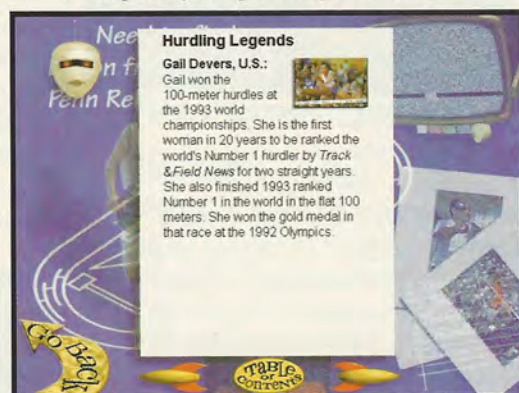 Need
Hurdling Legends
Gail Devers, U.S.:
Gail won the
100-meter hurdles at
the 1993 world
championships. She is the first
woman in 20 years to be ranked the
world's Number 1 hurdler by Track
&Field News for two straight years.
She also finished 1993 ranked
Number 1 in the world in the flat 100
meters. She won the gold medal in
that race at the 1992 Olympics.
Penn Re
GO BACK
TABLE
OF
CONTENTS